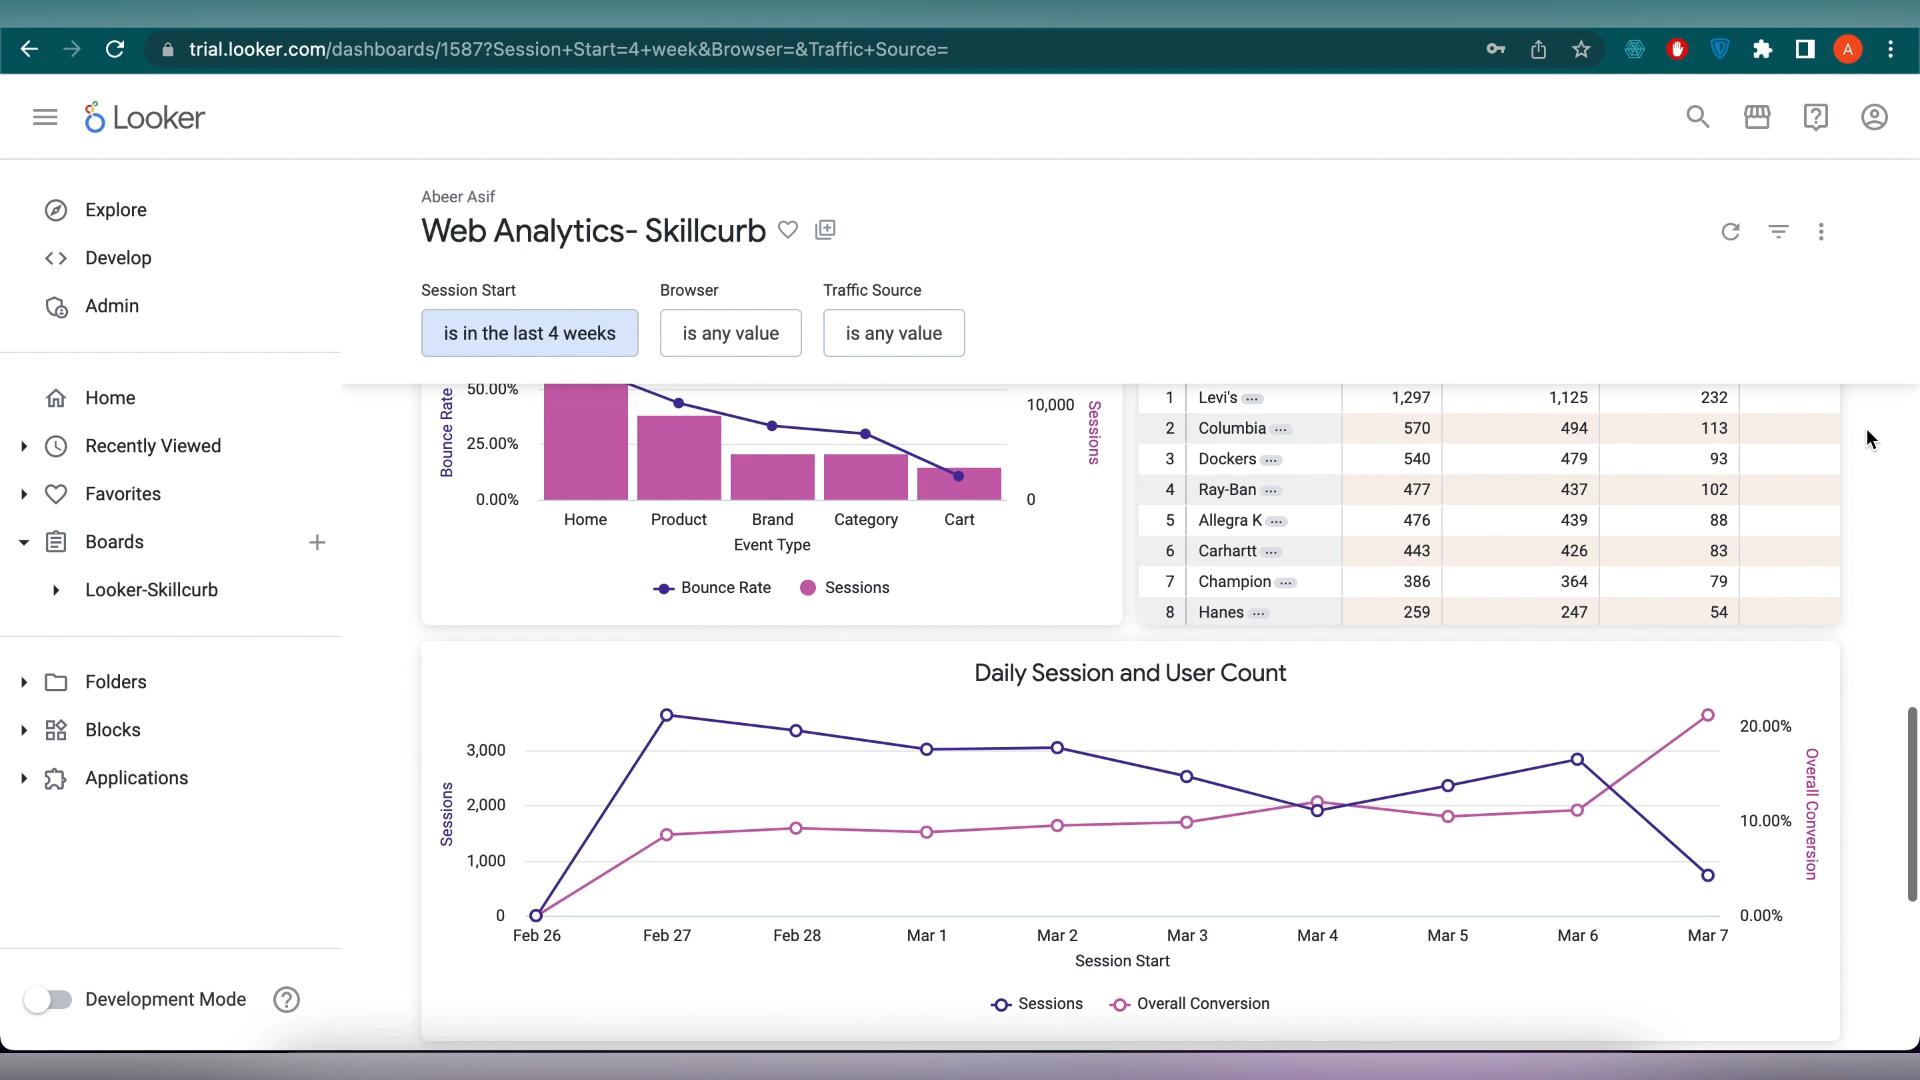 trial.looker.com/dashboards/1587?Session+Start=4+week&Browser=&Traffic+Source=
A
Looker
Explore
Develop
Admin
Home
Recently Viewed
Favorites
Boards
Looker-Skillcurb
Folders
Blocks
Applications
Development Mode
Abeer Asif
Web Analytics- Skillcurb
Session Start Browser Traffic Source
is in the last 4 weeks is any value is any value
Bounce Rate
50.00%
25.00%
0.00%
10,000
0
Sessions
Home Product Brand Category Cart
Event Type
Bounce Rate Sessions
1 Levi's ... 1,297 1,125 232
2 Columbia ... 570 494 113
3 Dockers ... 540 479 93
4 Ray-Ban ... 477 437 102
5 Allegra K ... 476 439 88
6 Carhartt ... 443 426 83
7 Champion ... 386 364 79
8 Hanes ... 259 247 54
Daily Session and User Count
Sessions
3,000
2,000
1,000
0
20.00%
10.00%
0.00%
Overall Conversion
Feb 26 Feb 27 Feb 28 Mar 1 Mar 2 Mar 3 Mar 4 Mar 5 Mar 6 Mar 7
Session Start
Sessions Overall Conversion